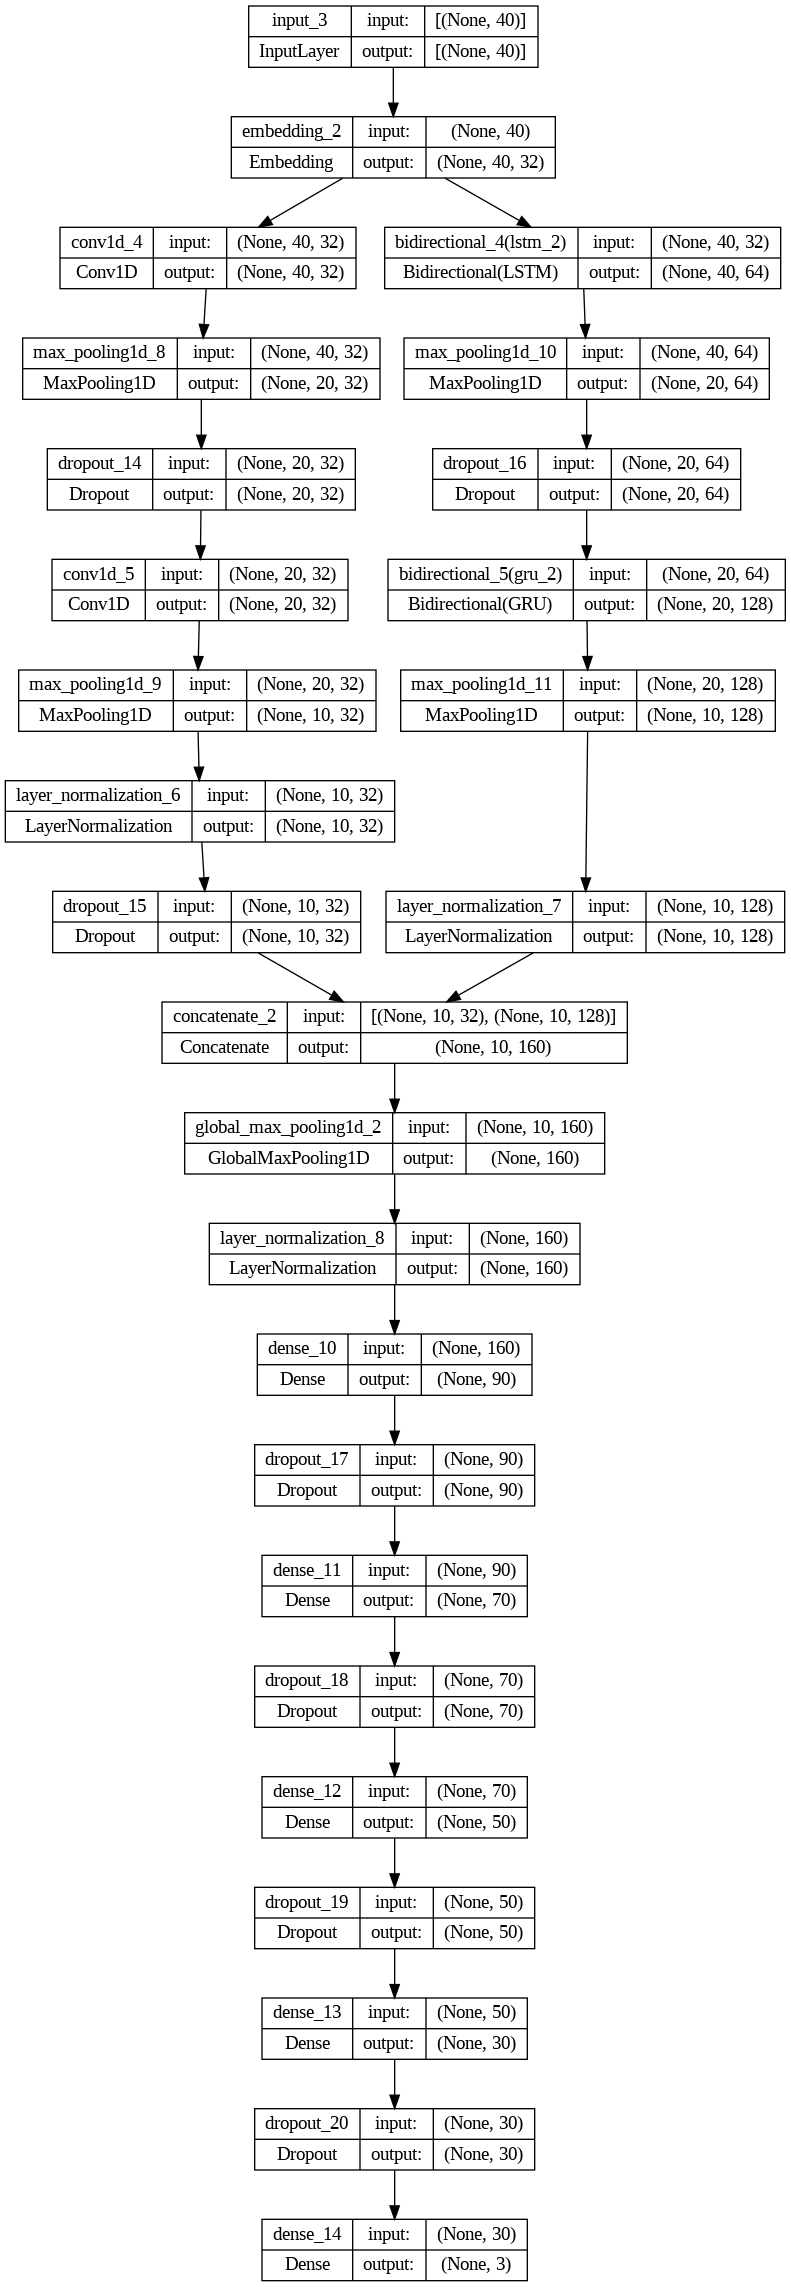 input_3 input: [(None, 40)]
InputLayer output: [(None, 40)]
embedding_2 input: (None, 40)
Embedding output: (None, 40, 32)
conv1d_4 input: (None, 40, 32)
Conv1D output: (None, 40, 32)
bidirectional_4(lstm_2) input: (None, 40, 32)
Bidirectional(LSTM) output: (None, 40, 64)
max_pooling1d_8 input: (None, 40, 32)
MaxPooling1D output: (None, 20, 32)
max_pooling1d_10 input: (None, 40, 64)
MaxPooling1D output: (None, 20, 64)
dropout_14 input: (None, 20, 32)
Dropout output: (None, 20, 32)
dropout_16 input: (None, 20, 64)
Dropout output: (None, 20, 64)
conv1d_5 input: (None, 20, 32)
Conv1D output: (None, 20, 32)
bidirectional_5(gru_2) input: (None, 20, 64)
Bidirectional(GRU) output: (None, 20, 128)
max_pooling1d_9 input: (None, 20, 32)
MaxPooling1D output: (None, 10, 32)
max_pooling1d_11 input: (None, 20, 128)
MaxPooling1D output: (None, 10, 128)
layer_normalization_6 input: (None, 10, 32)
LayerNormalization output: (None, 10, 32)
dropout_15 input: (None, 10, 32)
Dropout output: (None, 10, 32)
layer_normalization_7 input: (None, 10, 128)
LayerNormalization output: (None, 10, 128)
concatenate_2 input: [(None, 10, 32), (None, 10, 128)]
Concatenate output: (None, 10, 160)
global_max_pooling1d_2 input: (None, 10, 160)
GlobalMaxPooling1D output: (None, 160)
layer_normalization_8 input: (None, 160)
LayerNormalization output: (None, 160)
dense_10 input: (None, 160)
Dense output: (None, 90)
dropout_17 input: (None, 90)
Dropout output: (None, 90)
dense_11 input: (None, 90)
Dense output: (None, 70)
dropout_18 input: (None, 70)
Dropout output: (None, 70)
dense_12 input: (None, 70)
Dense output: (None, 50)
dropout_19 input: (None, 50)
Dropout output: (None, 50)
dense_13 input: (None, 50)
Dense output: (None, 30)
dropout_20 input: (None, 30)
Dropout output: (None, 30)
dense_14 input: (None, 30)
Dense output: (None, 3)